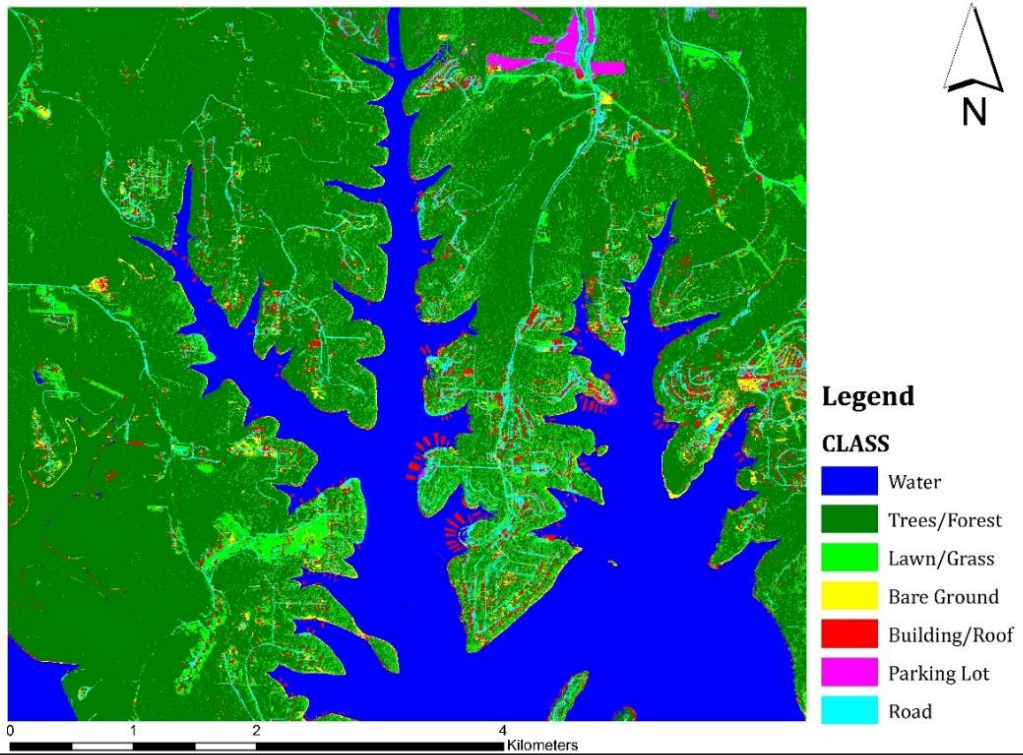 N
Legend
CLASS
Water
Trees/Forest
Lawn/Grass
Bare Ground
Building/Roof
Parking Lot
Road
0 1 2 4
Kilometers